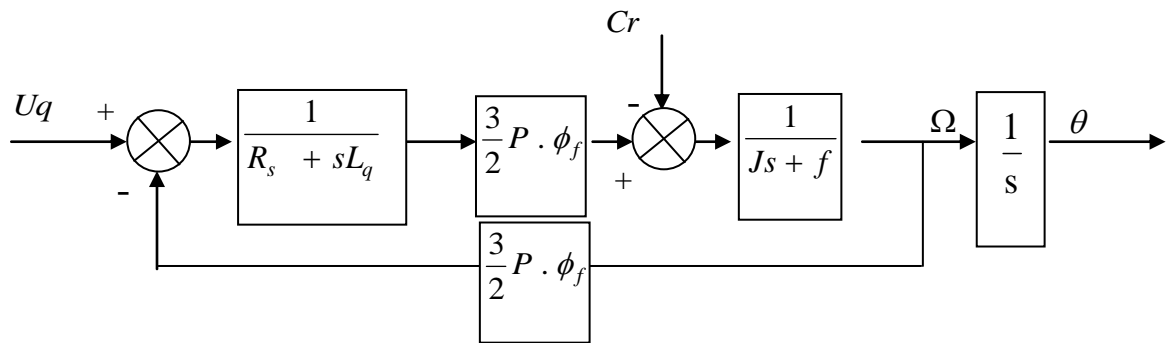 Cr
Uq
+
-
1
R_s + sL_q
3
2 P . ϕ_f
-
+
1
Js + f
Ω
1
s
θ
3
2 P . ϕ_f